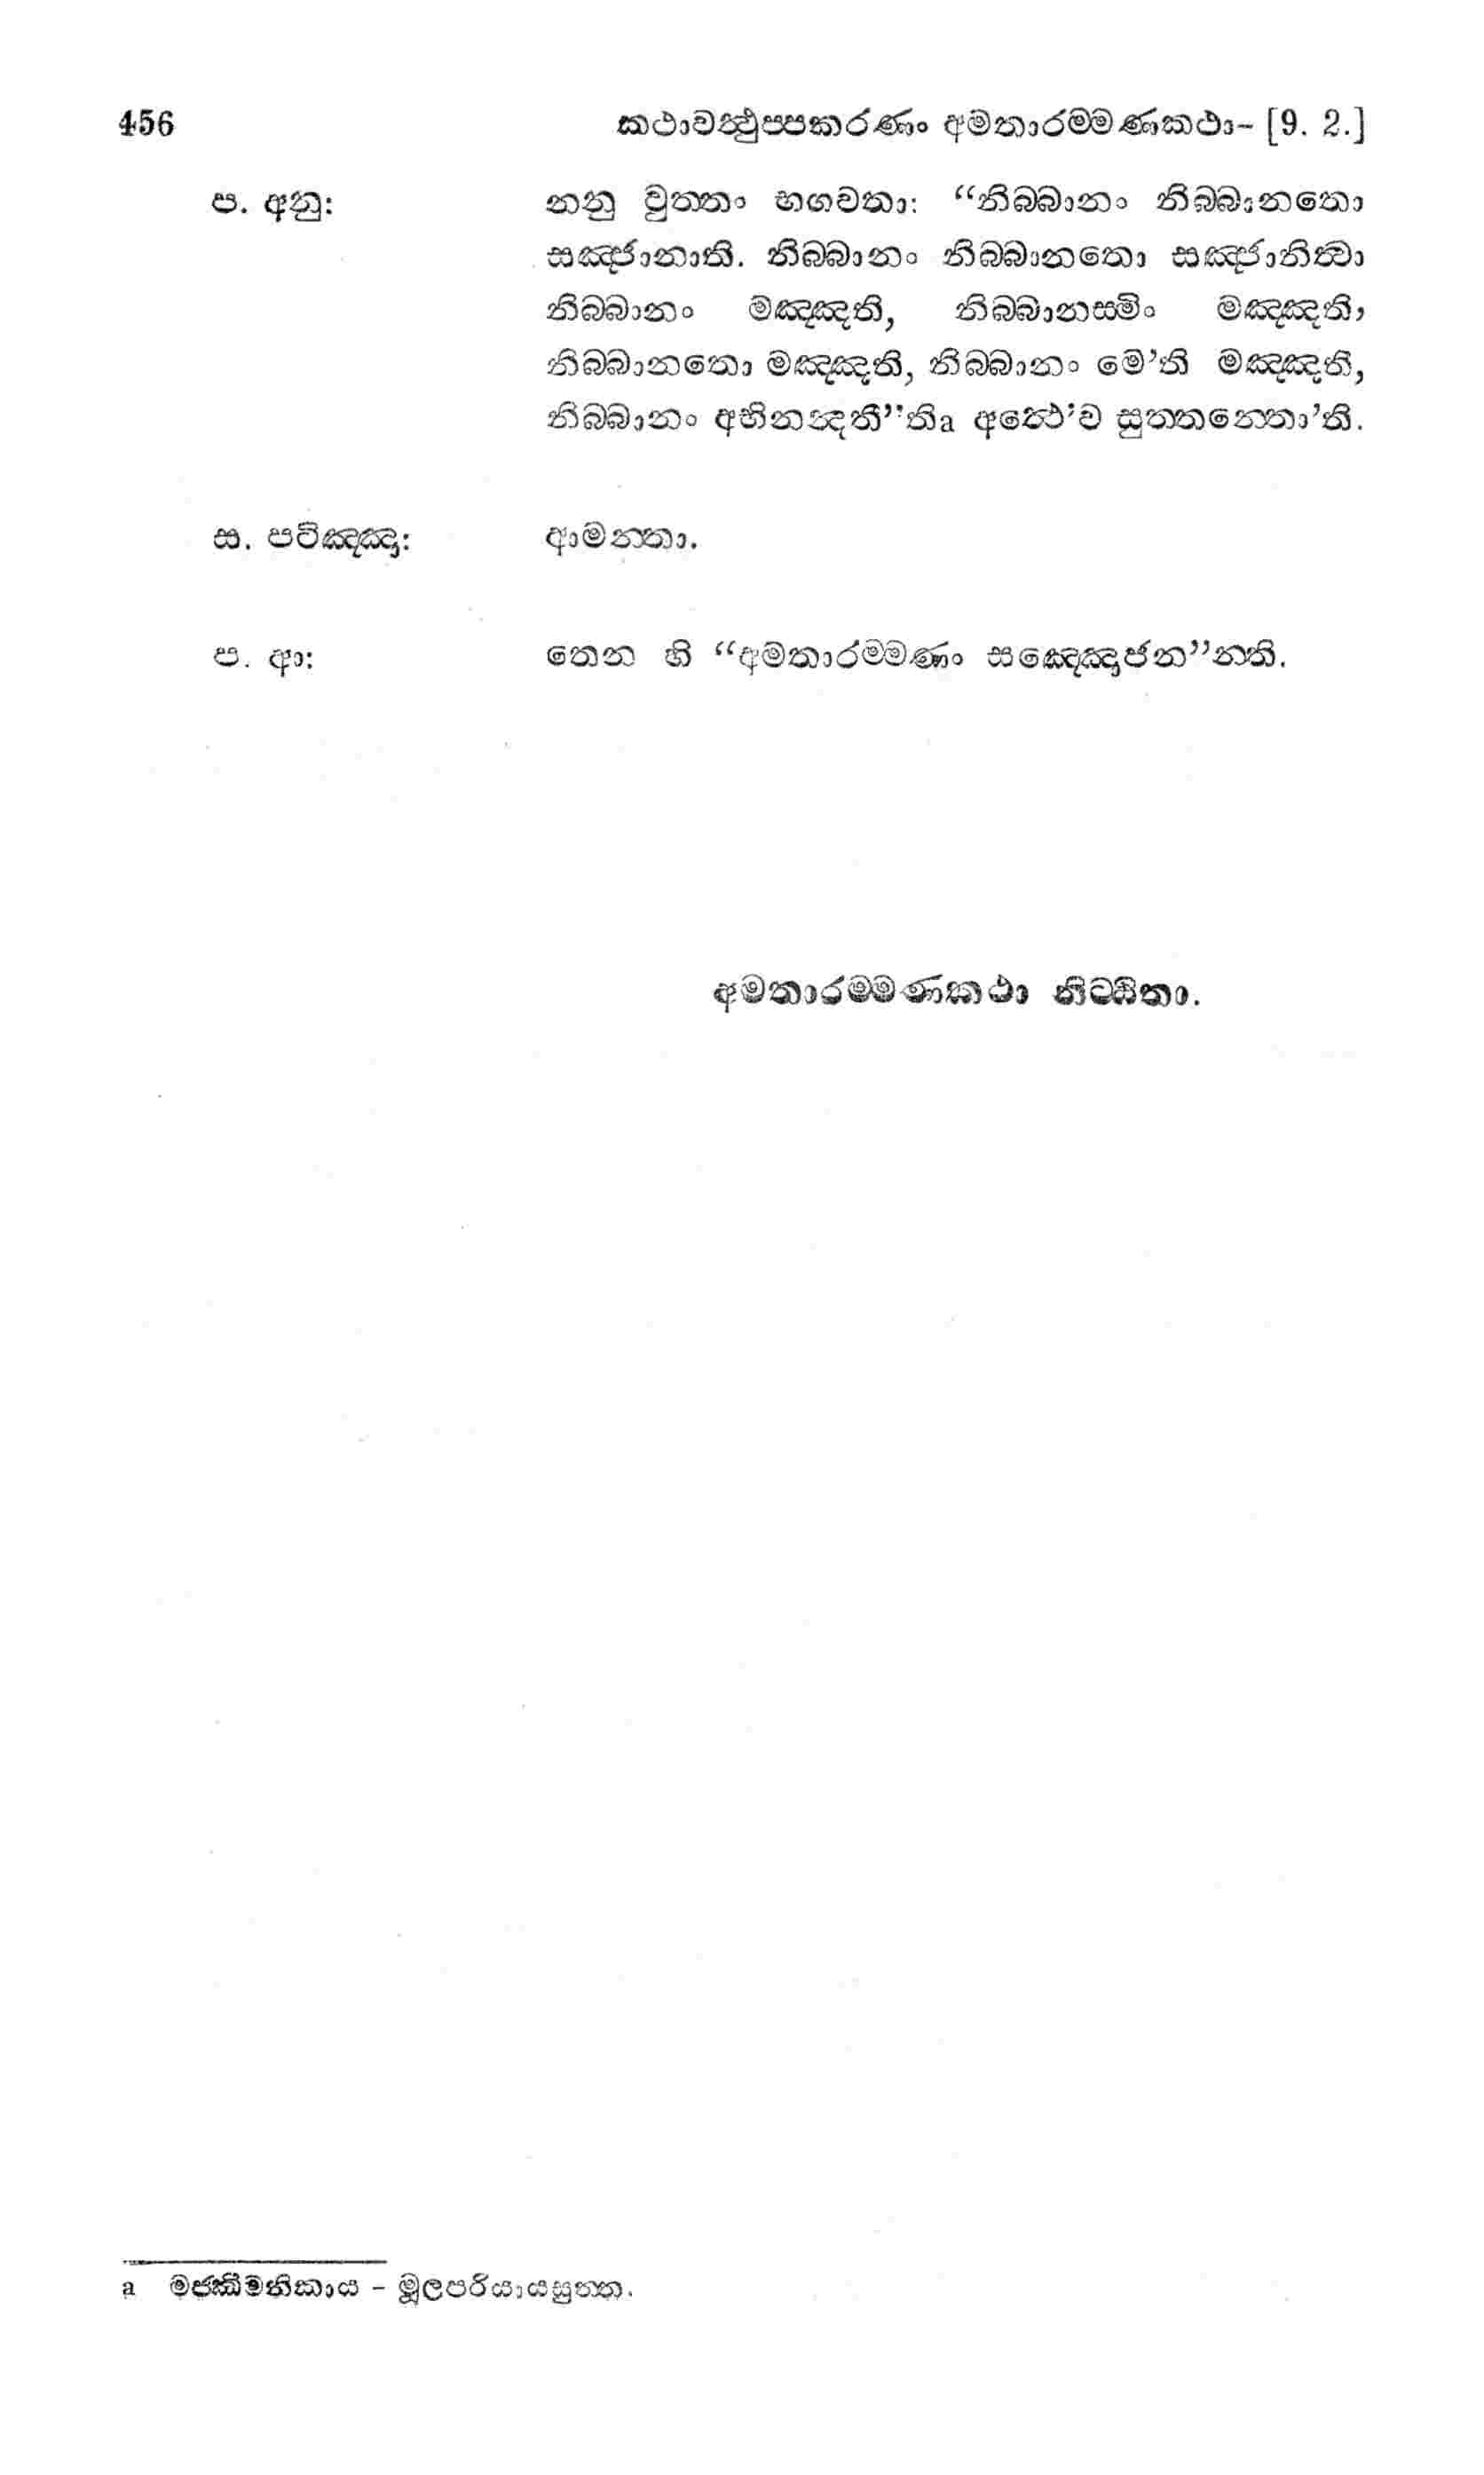 456 කථාවත්‍ථුප්පකරණං අමතාරම්මණකථා- [9. 2.]
ප. අනු: නනු වුත්තං භගවතා: “නිබ්බානං නිබ්බානතො
සඤ්ජානාති. නිබ්බානං නිබ්බානතො සඤ්ජානිත්‍වා
නිබ්බානං මඤ්ඤති, නිබ්බානස්මිං මඤ්ඤති,
නිබ්බානතො මඤ්ඤති, නිබ්බානං මෙ’ති මඤ්ඤති,
නිබ්බානං අභිනන්‍දතී”තිa අත්‍ථෙ’ව සුත්තන්තො’ති.
ස. පටිඤ්ඤා: ආමන්තා.
ප. ආ: තෙන හි “අමතාරම්මණං සඤ්ඤොජන”න්ති.
අමතාරම්මණකථා නිට්ඨිතා.
a මජ්ඣිමනිකාය - මූලපරියායසුත්ත.